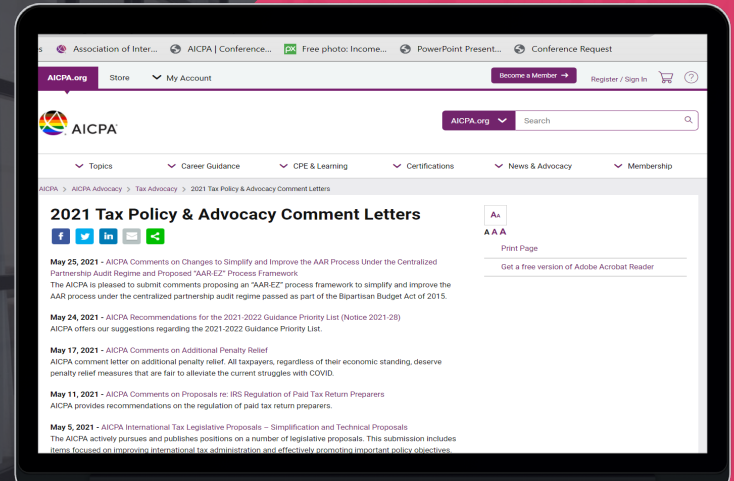 s Association of Inter... AICPA | Conference... px Free photo: Income... PowerPoint Present... Conference Request
AICPA.org Store My Account Become a Member → Register / Sign In ?
AICPA®
AICPA.org Search
Topics Career Guidance CPE & Learning Certifications News & Advocacy Membership
AICPA > AICPA Advocacy > Tax Advocacy > 2021 Tax Policy & Advocacy Comment Letters
2021 Tax Policy & Advocacy Comment Letters
AA
A A A
Print Page
Get a free version of Adobe Acrobat Reader
May 25, 2021 - AICPA Comments on Changes to Simplify and Improve the AAR Process Under the Centralized
Partnership Audit Regime and Proposed "AAR-EZ" Process Framework
The AICPA is pleased to submit comments proposing an "AAR-EZ" process framework to simplify and improve the
AAR process under the centralized partnership audit regime passed as part of the Bipartisan Budget Act of 2015.
May 24, 2021 - AICPA Recommendations for the 2021-2022 Guidance Priority List (Notice 2021-28)
AICPA offers our suggestions regarding the 2021-2022 Guidance Priority List.
May 17, 2021 - AICPA Comments on Additional Penalty Relief
AICPA comment letter on additional penalty relief. All taxpayers, regardless of their economic standing, deserve
penalty relief measures that are fair to alleviate the current struggles with COVID.
May 11, 2021 - AICPA Comments on Proposals re: IRS Regulation of Paid Tax Return Preparers
AICPA provides recommendations on the regulation of paid tax return preparers.
May 5, 2021 - AICPA International Tax Legislative Proposals – Simplification and Technical Proposals
The AICPA actively pursues and publishes positions on a number of legislative proposals. This submission includes
items focused on improving international tax administration and effectively promoting important policy objectives.